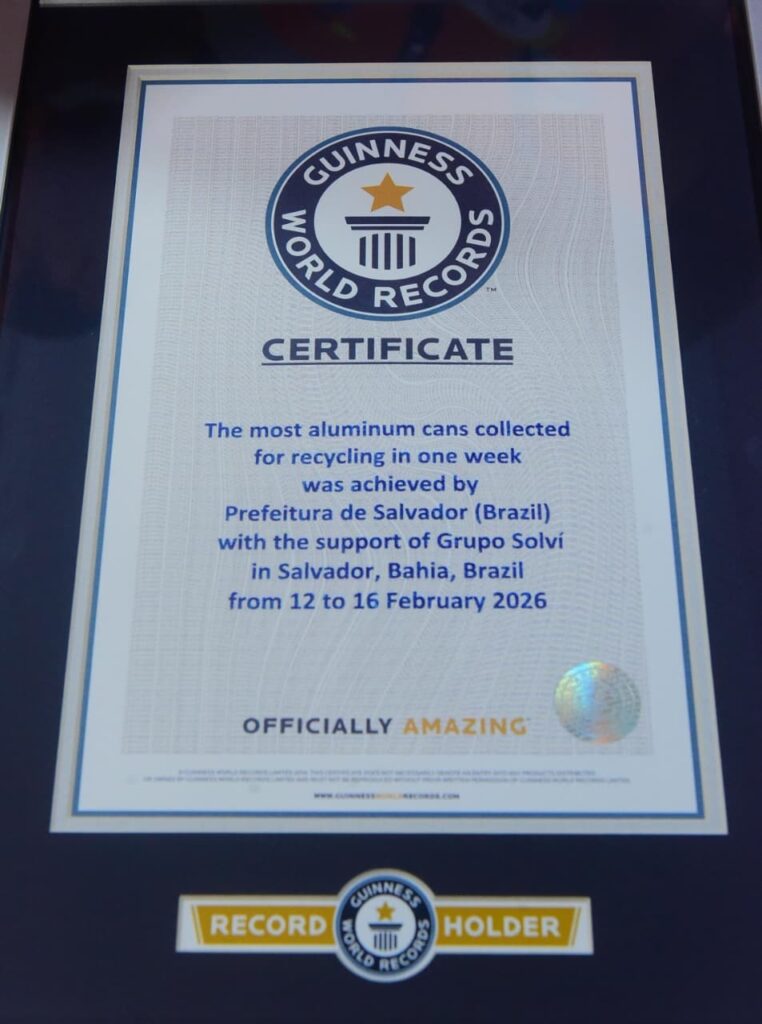 GUINNESS
WORLD RECORDS
™
CERTIFICATE
The most aluminum cans collected
for recycling in one week
was achieved by
Prefeitura de Salvador (Brazil)
with the support of Grupo Solví
in Salvador, Bahia, Brazil
from 12 to 16 February 2026
OFFICIALLY AMAZING
WWW.GUINNESSWORLDRECORDS.COM
RECORD HOLDER
GUINNESS
WORLD RECORDS